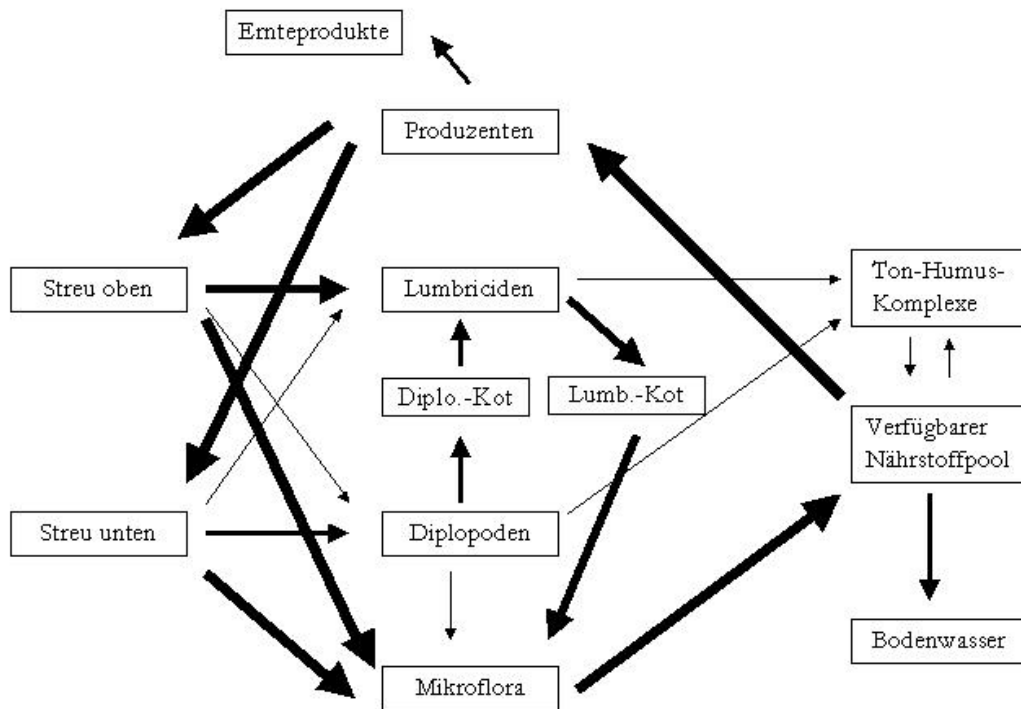 Ernteprodukte
Produzenten
Streu oben
Lumbriciden
Ton-Humus-
Komplexe
Diplo.-Kot
Lumb.-Kot
Verfügbarer
Nährstoffpool
Streu unten
Diplopoden
Bodenwasser
Mikroflora